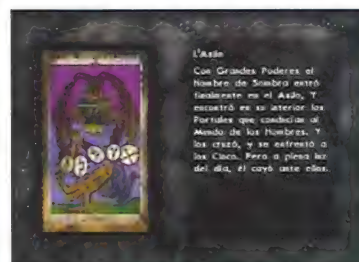 L'Asile
Con Grandes Poderes el
Hombre de Sombra entró
finalmente en el Asilo, Y
encontró en su interior los
Portales que conducían al
Mundo de los Hombres. Y
los cruzó, y se enfrentó a
los Cinco. Pero a plena luz
del día, él cayó ante ellos.